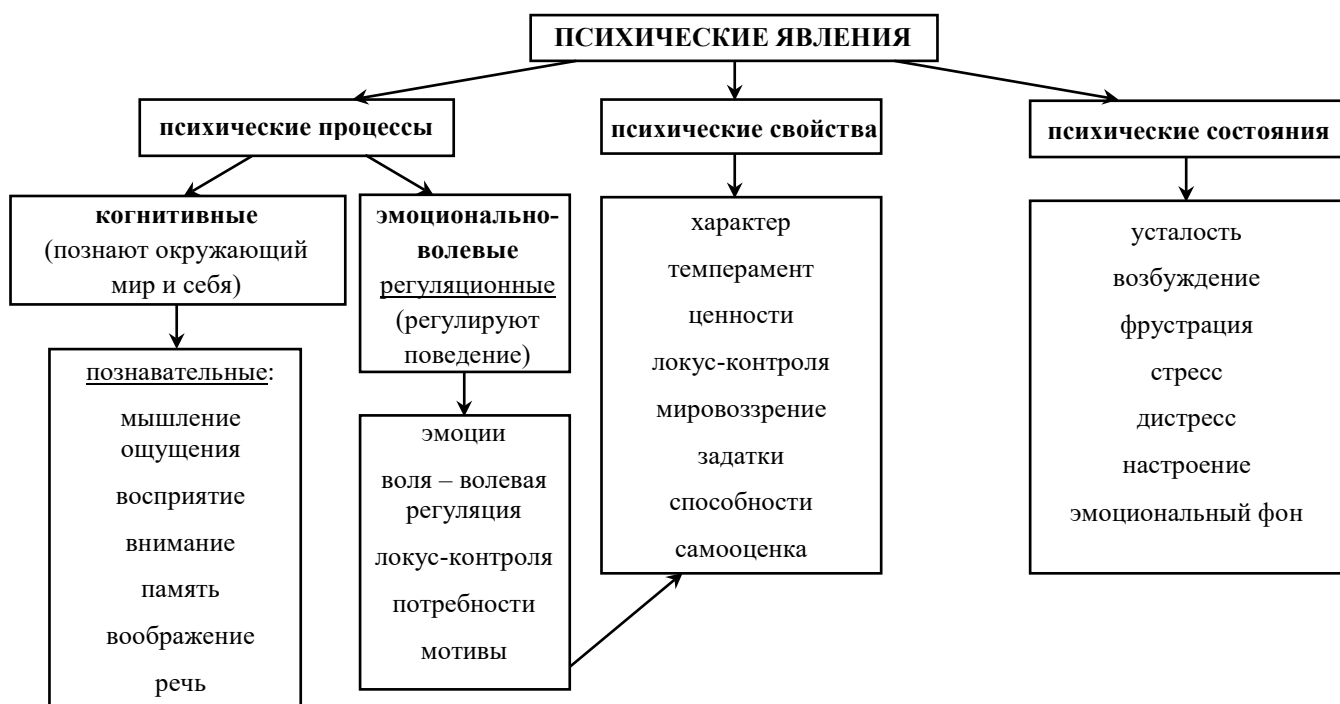 ПСИХИЧЕСКИЕ ЯВЛЕНИЯ
психические процессы
психические свойства
психические состояния
когнитивные
(познают окружающий
мир и себя)
эмоционально-
волевые
регуляционные
(регулируют
поведение)
познавательные:
мышление
ощущения
восприятие
внимание
память
воображение
речь
эмоции
воля – волевая
регуляция
локус-контроля
потребности
мотивы
характер
темперамент
ценности
локус-контроля
мировоззрение
задатки
способности
самооценка
усталость
возбуждение
фрустрация
стресс
дистресс
настроение
эмоциональный фон